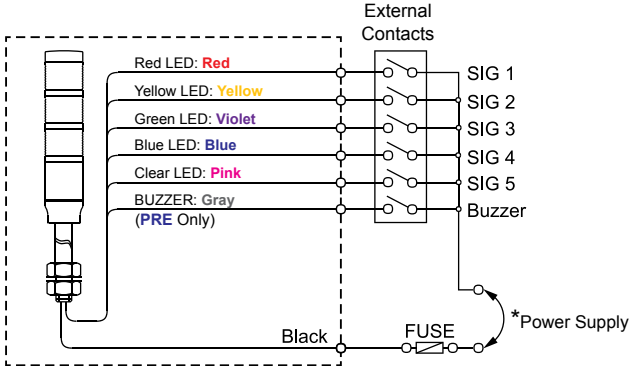 External
Contacts
Red LED: Red
SIG 1
Yellow LED: Yellow
SIG 2
Green LED: Violet
SIG 3
Blue LED: Blue
SIG 4
Clear LED: Pink
SIG 5
BUZZER: Gray
Buzzer
(PRE Only)
*Power Supply
Black
FUSE